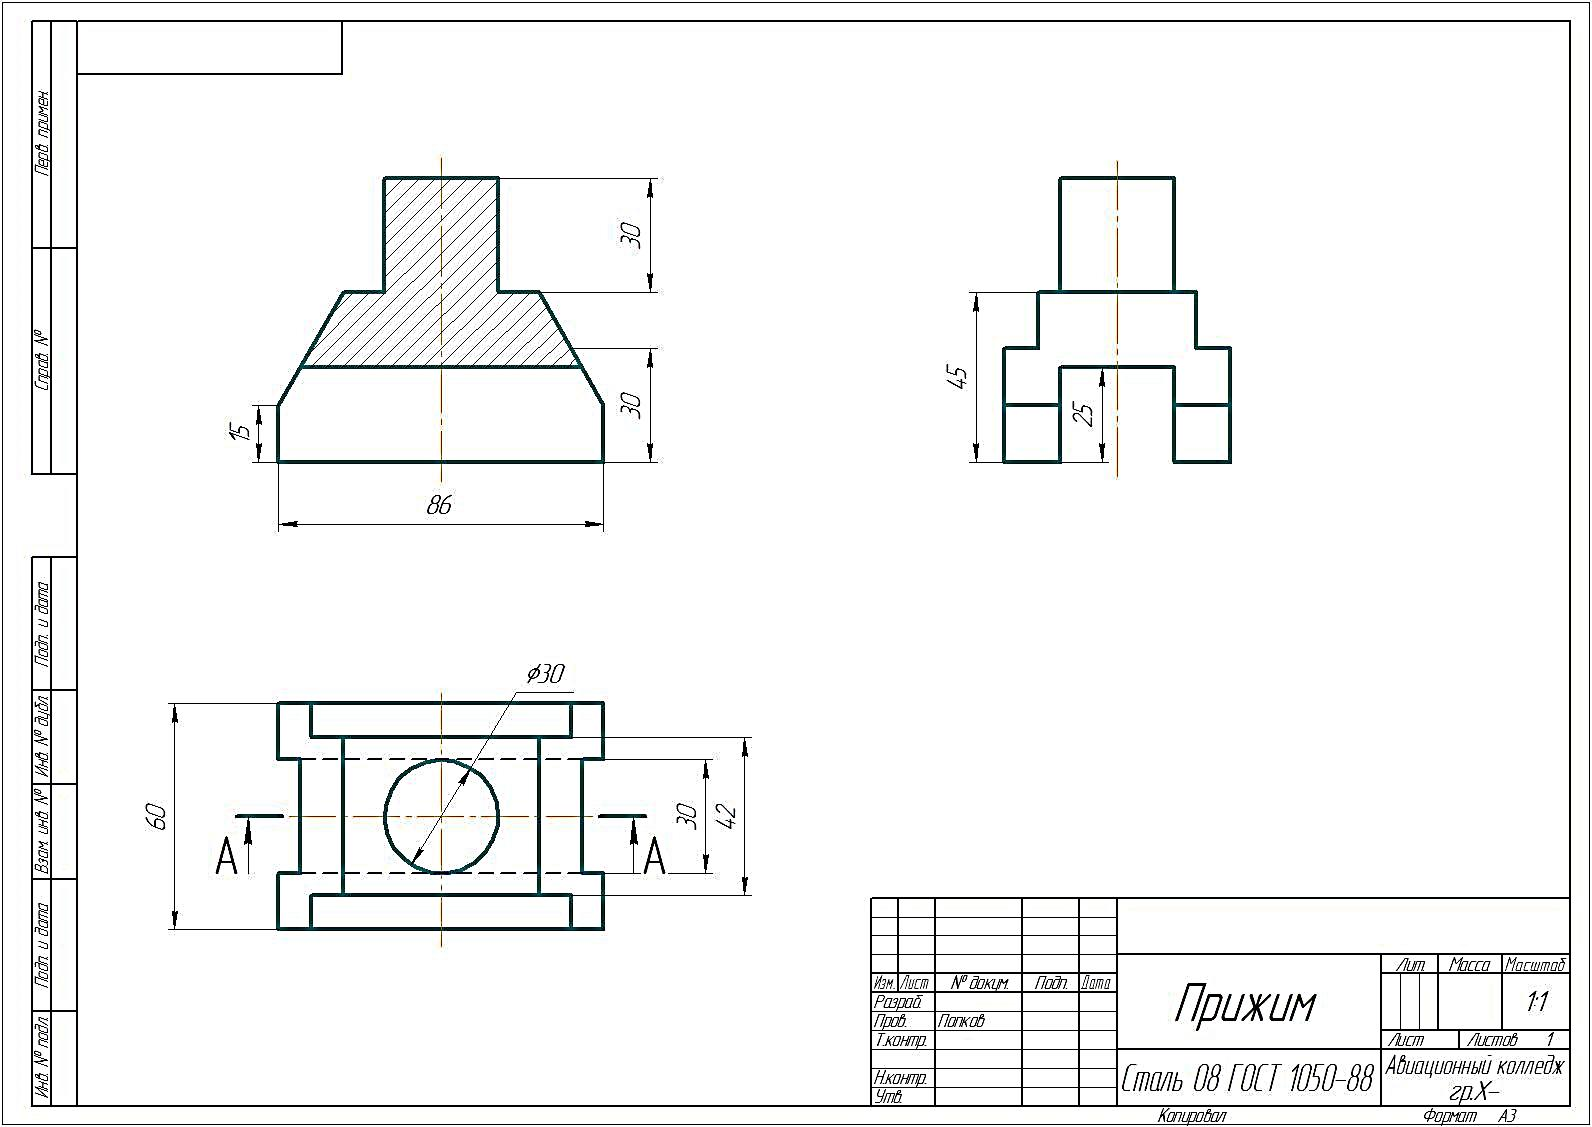 Перв. примен.
Справ. №
Подп. и дата
Инв. № дубл.
Взам. инв. №
Подп. и дата
Инв. № подл.
30
30
15
86
45
25
⌀30
60
30
42
А
А
Изм.
Лист
№ докум.
Подп.
Дата
Разраб.
Пров.
Попков
Т.контр.
Н.контр.
Утв.
Прижим
Лит.
Масса
Масштаб
1:1
Лист
Листов 1
Сталь 08 ГОСТ 1050-88
Авиационный колледж
гр.Х-
Копировал
Формат А3